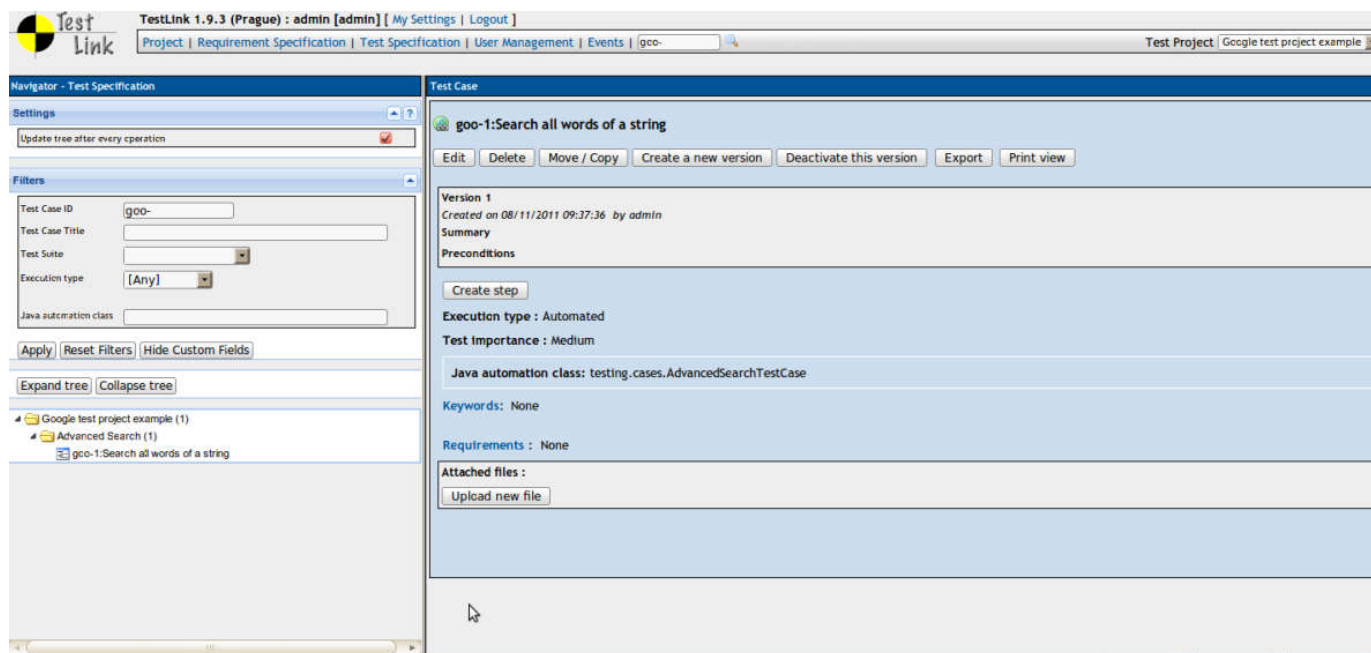 Test Link
TestLink 1.9.3 (Prague) : admin [admin] [ My Settings | Logout ]
Project | Requirement Specification | Test Specification | User Management | Events | goo-
Test Project Google test project example
Navigator - Test Specification
Settings
?
Update tree after every operation
Filters
Test Case ID goo-
Test Case Title
Test Suite
Execution type [Any]
Java automation class
Apply Reset Filters Hide Custom Fields
Expand tree Collapse tree
Google test project example (1)
Advanced Search (1)
goo-1:Search all words of a string
Test Case
goo-1:Search all words of a string
Edit Delete Move / Copy Create a new version Deactivate this version Export Print view
Version 1
Created on 08/11/2011 09:37:36 by admin
Summary
Preconditions
Create step
Execution type : Automated
Test importance : Medium
Java automation class: testing.cases.AdvancedSearchTestCase
Keywords: None
Requirements : None
Attached files :
Upload new file